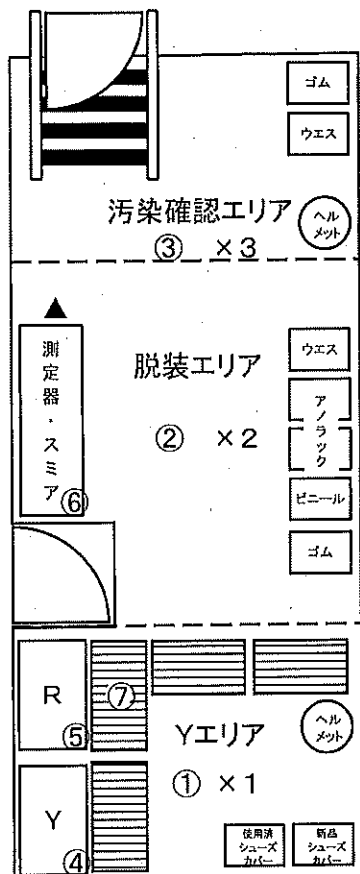 ゴム
ウエス
汚染確認エリア
ヘル
メット
③ ×3
▲
測定器・スミア
⑥
脱装エリア
② ×2
ウエス
アノラック
ビニール
ゴム
R
⑤
⑦
Yエリア
ヘル
メット
① ×1
Y
④
使用済
シューズ
カバー
新品
シューズ
カバー